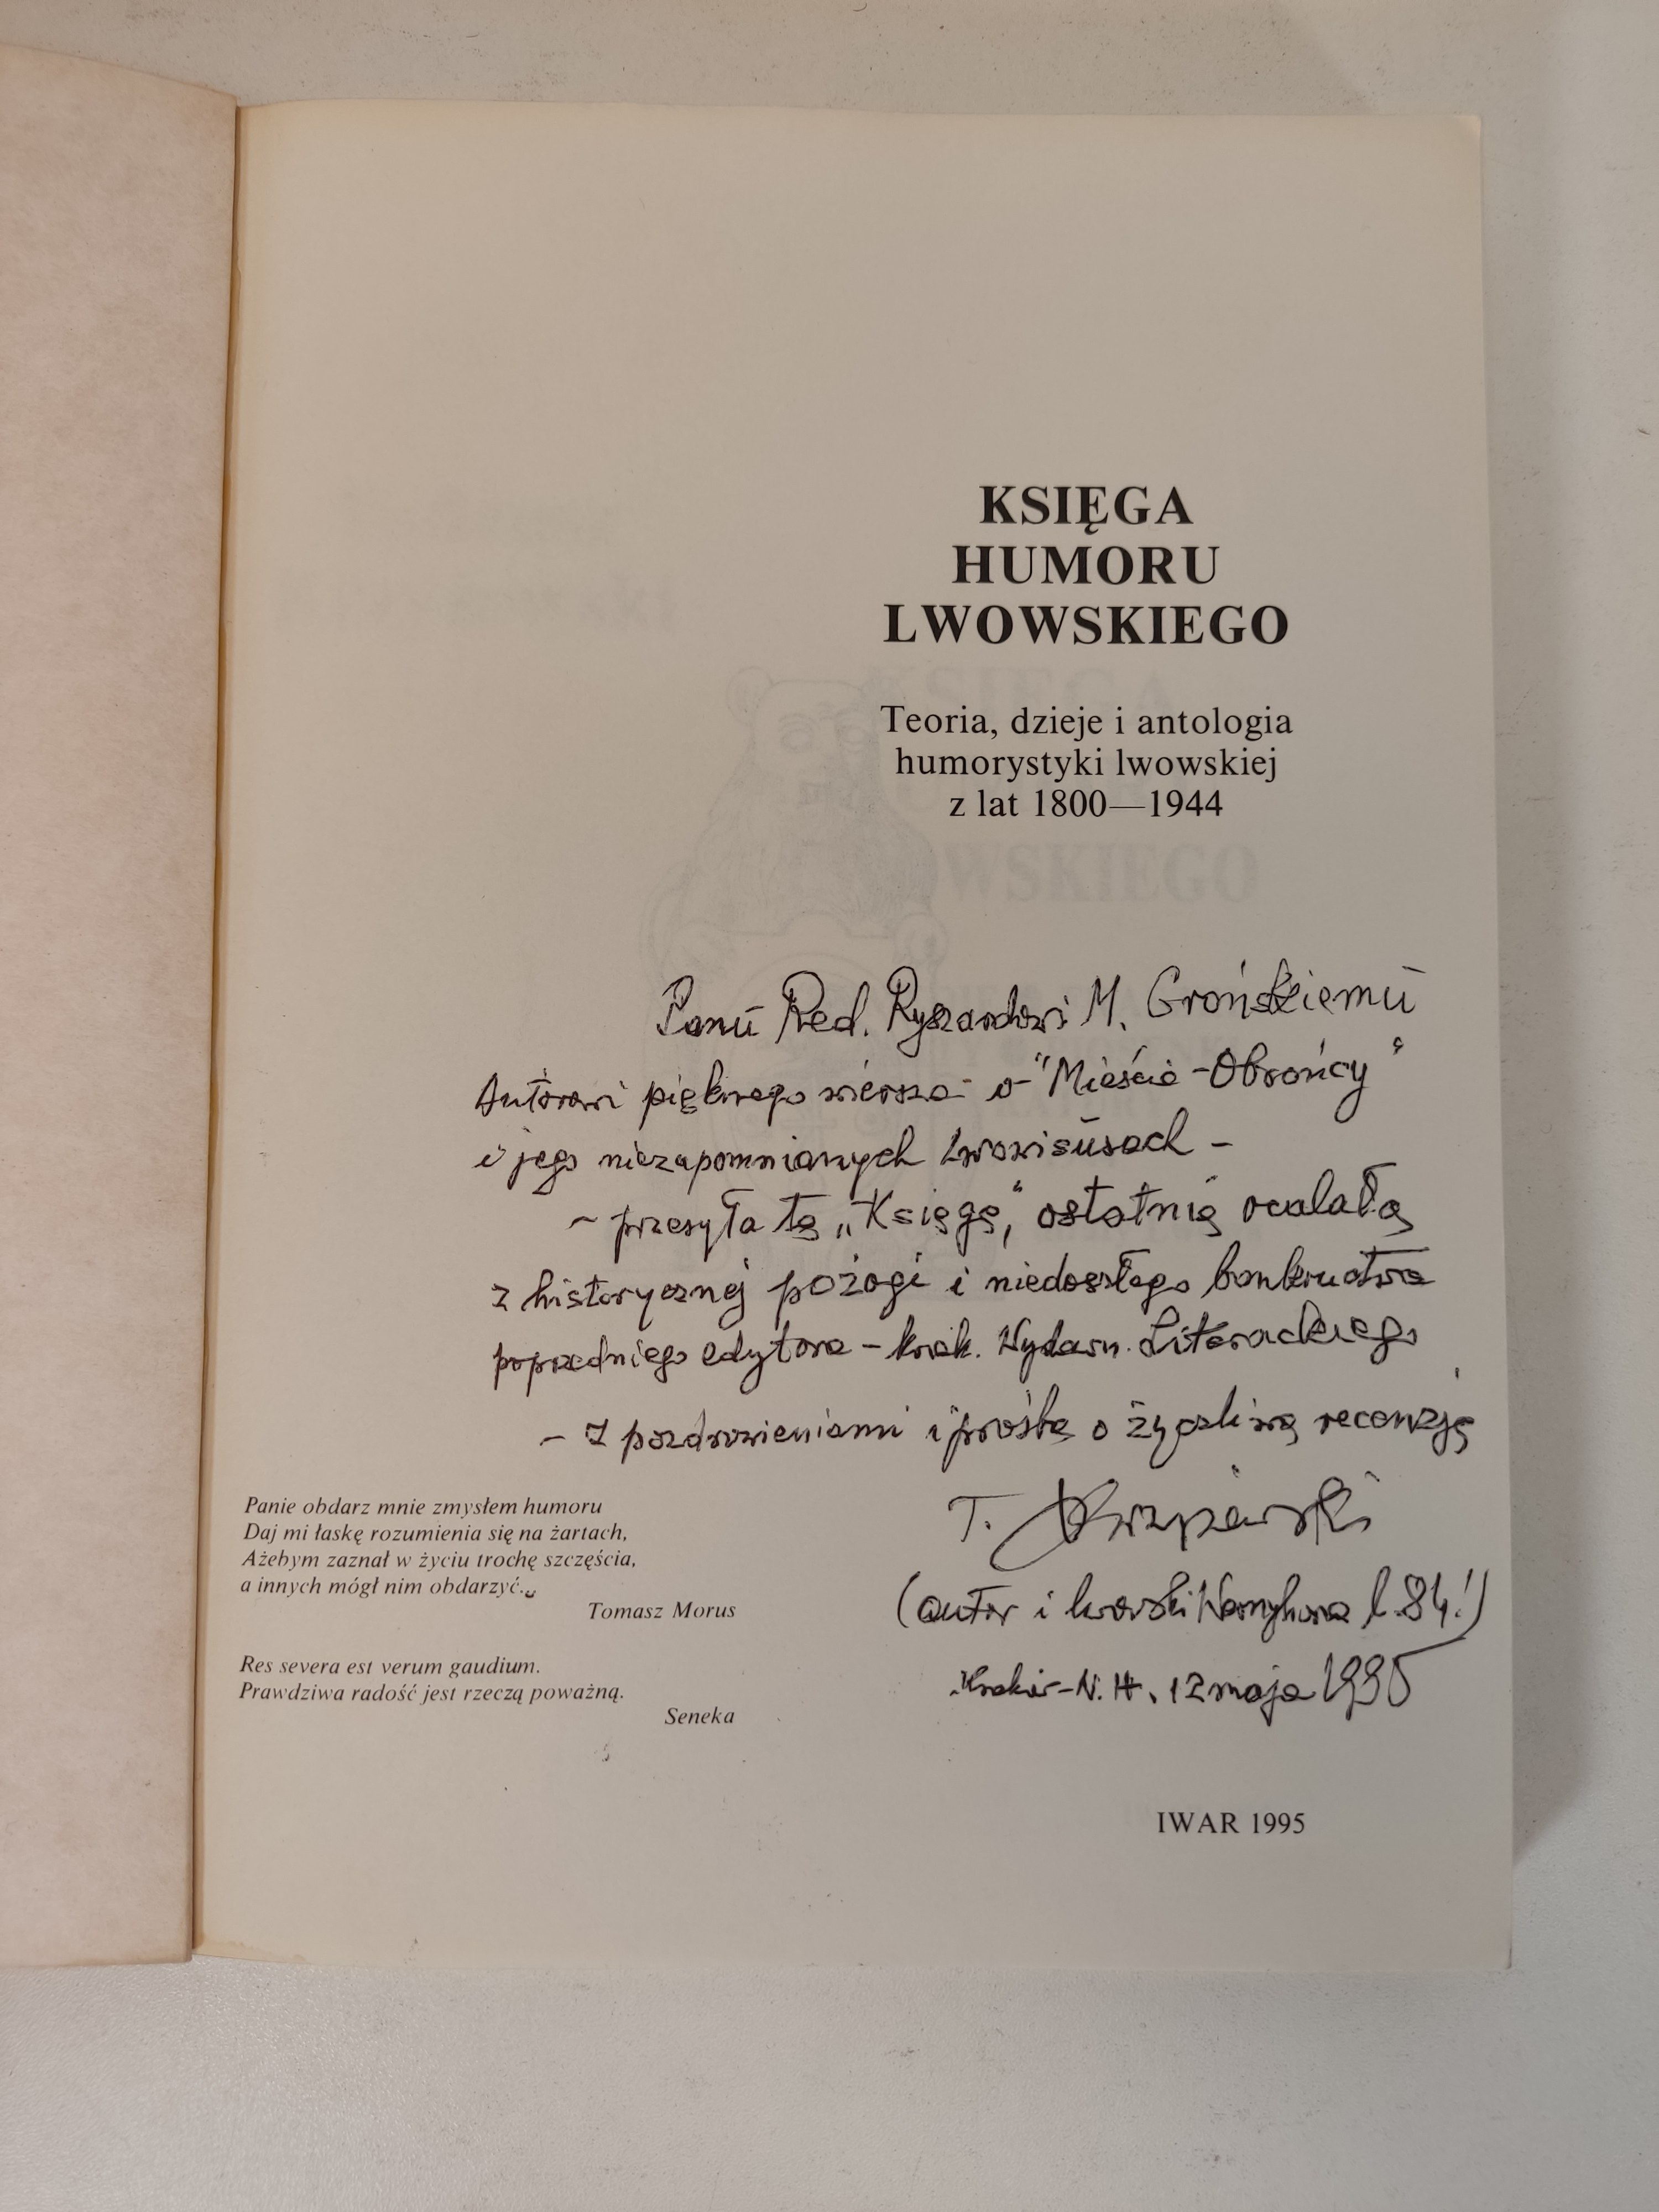 KSIĘGA
HUMORU
LWOWSKIEGO
Teoria, dzieje i antologia
humorystyki lwowskiej
z lat 1800—1944
Panu Red. Ryszardowi M. Grońskiemu
Autorowi pięknego wiersza o "Mieście-Obrońcy"
i jego niezapomnianych Lwowisusach –
– przesyła tę „Księgę", ostatnią ocalałą
z historycznej pożogi i niedoszłego bankructwa
poprzedniego edytora – krak. Wydawn. Literackiego
– z pozdrowieniami i prośbą o życzliwą recenzję
T.
(autor i lwowski l. 84!)
Kraków–N. H., 12 maja 1995
Panie obdarz mnie zmysłem humoru
Daj mi łaskę rozumienia się na żartach,
Ażebym zaznał w życiu trochę szczęścia,
a innych mógł nim obdarzyć...
Tomasz Morus
Res severa est verum gaudium.
Prawdziwa radość jest rzeczą poważną.
Seneka
IWAR 1995